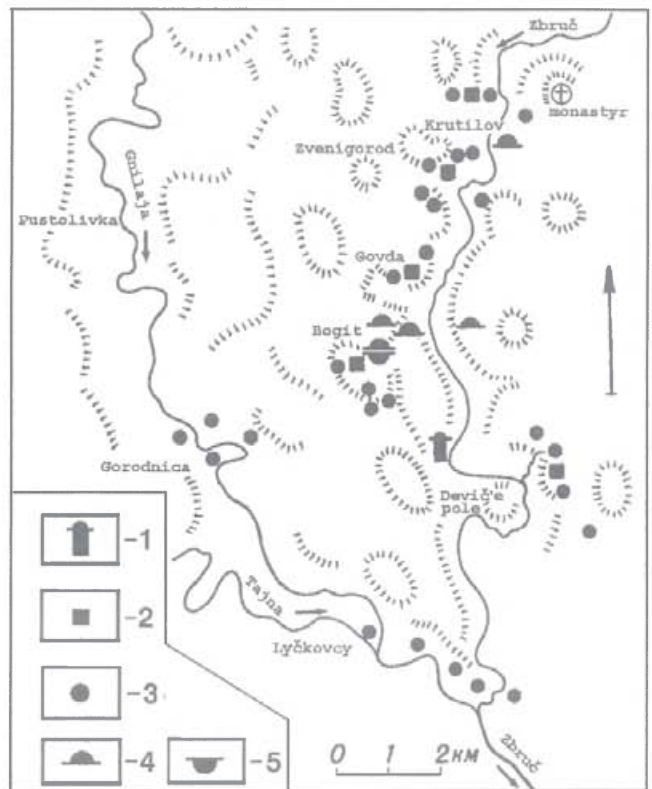 Zbruč
monastyr
Krutilov
Zvenigorod
Gnilaja
Pustolivka
Govda
Bogit
Gorodnica
Devič'e
pole
-1
Tajna
-2
Lyčkovcy
-3
-4
-5
0 1 2км
Zbruč